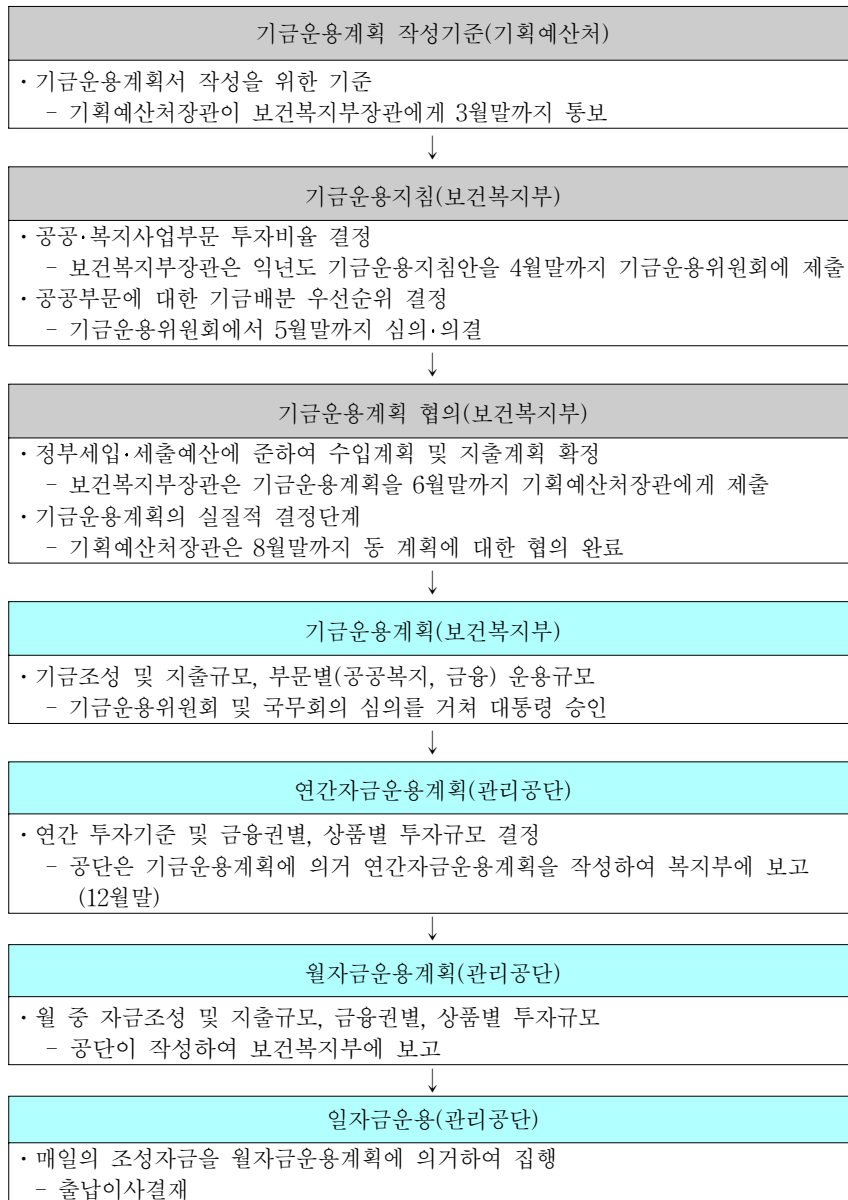 기금운용계획 작성기준(기획예산처)
· 기금운용계획서 작성을 위한 기준
- 기획예산처장관이 보건복지부장관에게 3월말까지 통보
↓
기금운용지침(보건복지부)
· 공공·복지사업부문 투자비율 결정
- 보건복지부장관은 익년도 기금운용지침안을 4월말까지 기금운용위원회에 제출
· 공공부문에 대한 기금배분 우선순위 결정
- 기금운용위원회에서 5월말까지 심의·의결
↓
기금운용계획 협의(보건복지부)
· 정부세입·세출예산에 준하여 수입계획 및 지출계획 확정
- 보건복지부장관은 기금운용계획을 6월말까지 기획예산처장관에게 제출
· 기금운용계획의 실질적 결정단계
- 기획예산처장관은 8월말까지 동 계획에 대한 협의 완료
↓
기금운용계획(보건복지부)
· 기금조성 및 지출규모, 부문별(공공복지, 금융) 운용규모
- 기금운용위원회 및 국무회의 심의를 거쳐 대통령 승인
↓
연간자금운용계획(관리공단)
· 연간 투자기준 및 금융권별, 상품별 투자규모 결정
- 공단은 기금운용계획에 의거 연간자금운용계획을 작성하여 복지부에 보고
(12월말)
↓
월자금운용계획(관리공단)
· 월 중 자금조성 및 지출규모, 금융권별, 상품별 투자규모
- 공단이 작성하여 보건복지부에 보고
↓
일자금운용(관리공단)
· 매일의 조성자금을 월자금운용계획에 의거하여 집행
- 출납이사결재